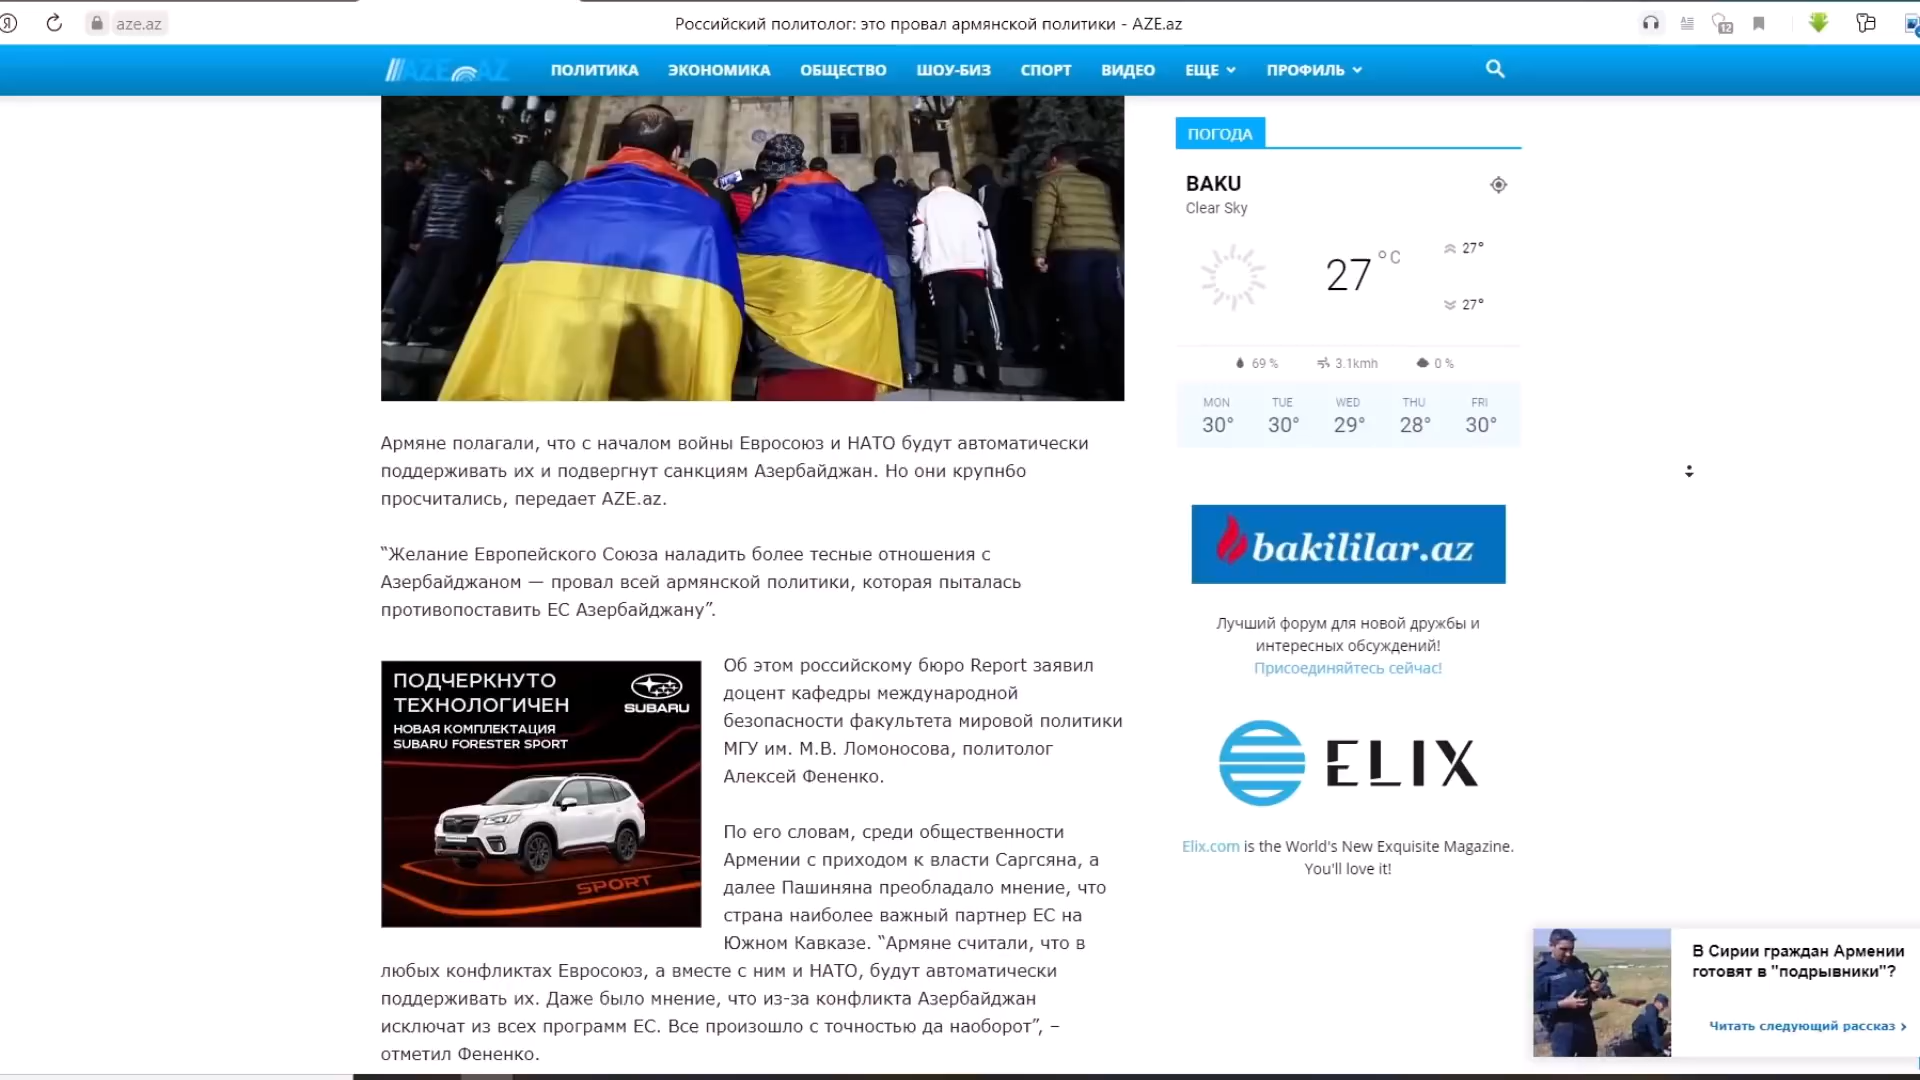 Я
aze.az
Российский политолог: это провал армянской политики - AZE.az
12
AZE AZ
ПОЛИТИКА
ЭКОНОМИКА
ОБЩЕСТВО
ШОУ-БИЗ
СПОРТ
ВИДЕО
ЕЩЕ
ПРОФИЛЬ
Армяне полагали, что с началом войны Евросоюз и НАТО будут автоматически
поддерживать их и подвергнут санкциям Азербайджан. Но они крупнбо
просчитались, передает AZE.az.
“Желание Европейского Союза наладить более тесные отношения с
Азербайджаном — провал всей армянской политики, которая пыталась
противопоставить ЕС Азербайджану”.
ПОДЧЕРКНУТО
ТЕХНОЛОГИЧЕН
НОВАЯ КОМПЛЕКТАЦИЯ
SUBARU FORESTER SPORT
SUBARU
SPORT
Об этом российскому бюро Report заявил
доцент кафедры международной
безопасности факультета мировой политики
МГУ им. М.В. Ломоносова, политолог
Алексей Фененко.
По его словам, среди общественности
Армении с приходом к власти Саргсяна, а
далее Пашиняна преобладало мнение, что
страна наиболее важный партнер ЕС на
Южном Кавказе. “Армяне считали, что в
любых конфликтах Евросоюз, а вместе с ним и НАТО, будут автоматически
поддерживать их. Даже было мнение, что из-за конфликта Азербайджан
исключат из всех программ ЕС. Все произошло с точностью да наоборот”, –
отметил Фененко.
ПОГОДА
BAKU
Clear Sky
27 °C
27°
27°
69 %
3.1kmh
0 %
MON TUE WED THU FRI
30° 30° 29° 28° 30°
bakililar.az
Лучший форум для новой дружбы и
интересных обсуждений!
Присоединяйтесь сейчас!
ELIX
Elix.com is the World's New Exquisite Magazine.
You'll love it!
В Сирии граждан Армении
готовят в "подрывники"?
Читать следующий рассказ